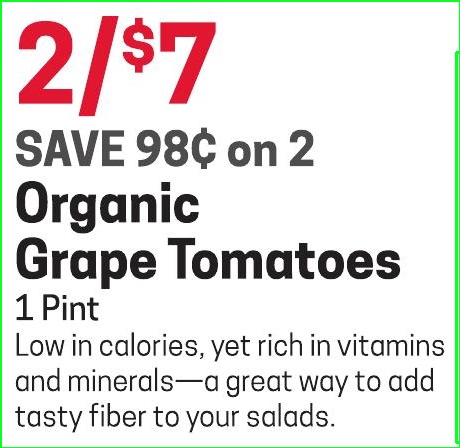 2/$7
SAVE 98¢ on 2
Organic
Grape Tomatoes
1 Pint
Low in calories, yet rich in vitamins
and minerals—a great way to add
tasty fiber to your salads.